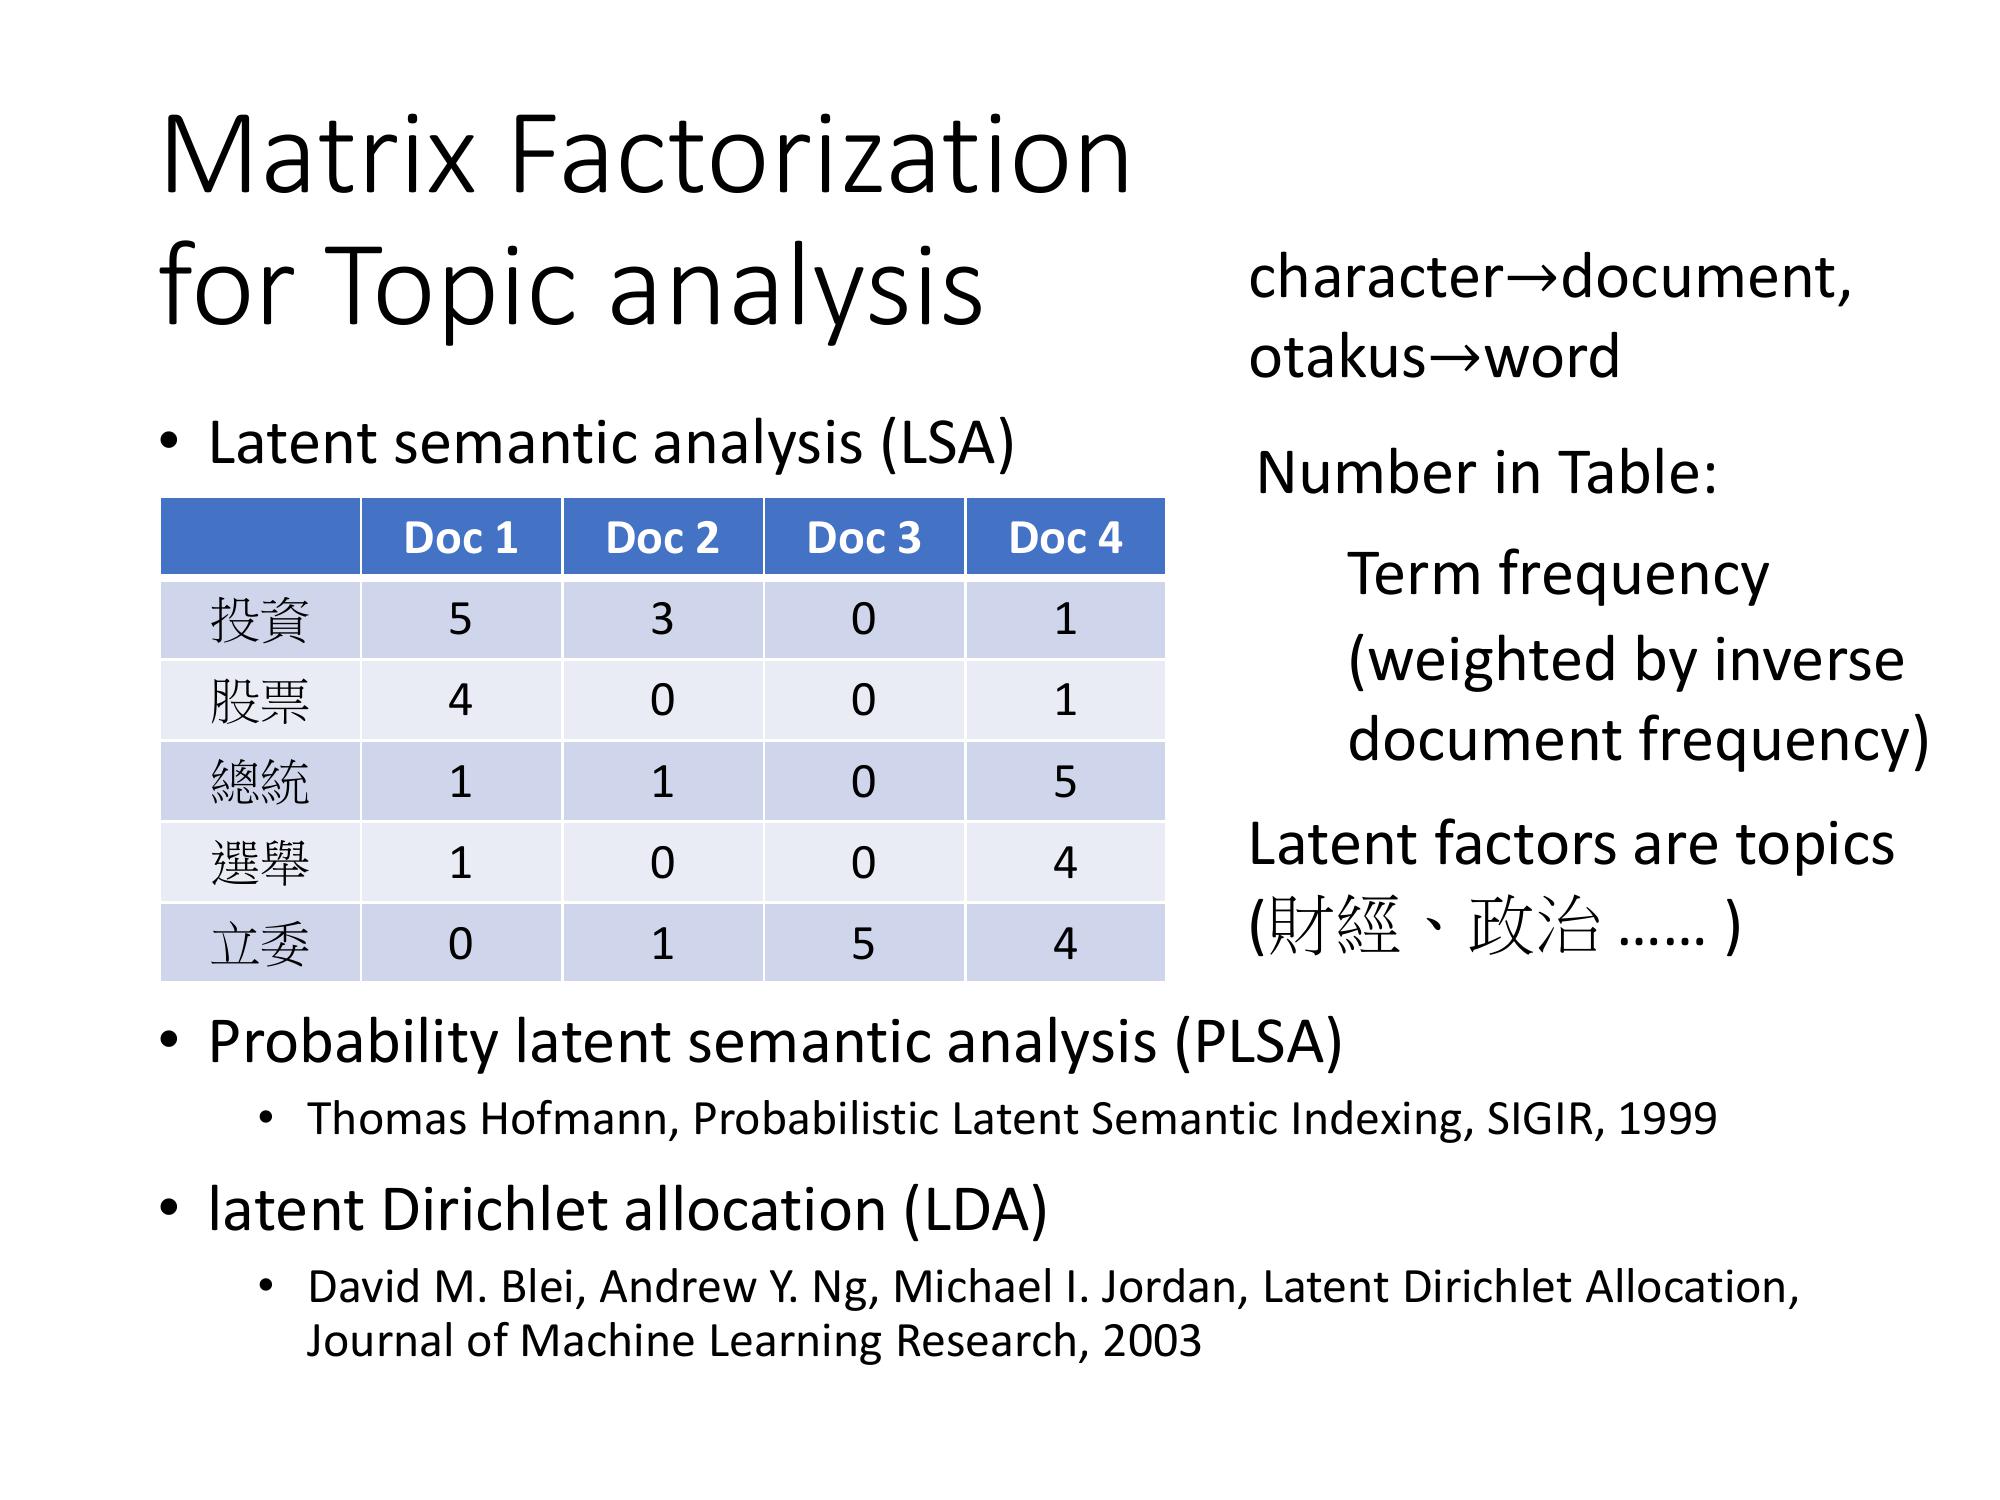 Matrix Factorization
for Topic analysis
character→document,
otakus→word
• Latent semantic analysis (LSA)
Doc 1 Doc 2 Doc 3 Doc 4
投資 5 3 0 1
股票 4 0 0 1
總統 1 1 0 5
選舉 1 0 0 4
立委 0 1 5 4
Number in Table:
Term frequency
(weighted by inverse
document frequency)
Latent factors are topics
(財經、政治 …… )
• Probability latent semantic analysis (PLSA)
• Thomas Hofmann, Probabilistic Latent Semantic Indexing, SIGIR, 1999
• latent Dirichlet allocation (LDA)
• David M. Blei, Andrew Y. Ng, Michael I. Jordan, Latent Dirichlet Allocation,
Journal of Machine Learning Research, 2003